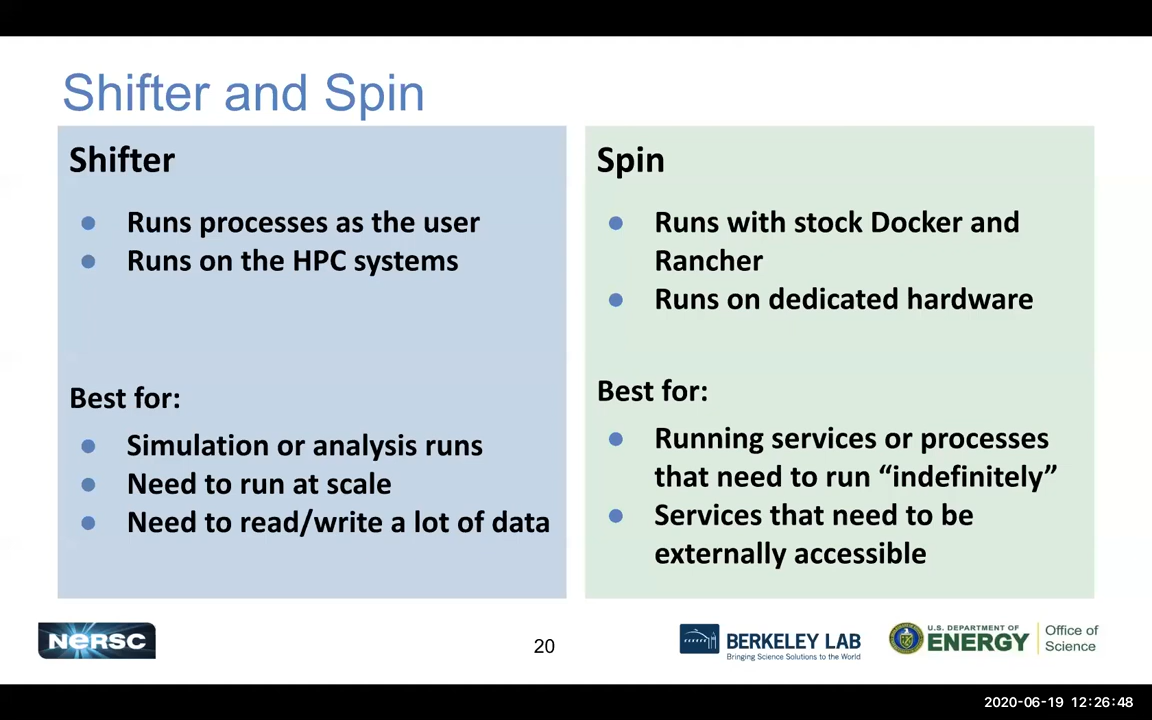 Shifter and Spin
Shifter
● Runs processes as the user
● Runs on the HPC systems
Best for:
● Simulation or analysis runs
● Need to run at scale
● Need to read/write a lot of data
Spin
● Runs with stock Docker and
Rancher
● Runs on dedicated hardware
Best for:
● Running services or processes
that need to run “indefinitely”
● Services that need to be
externally accessible
NERSC
20
BERKELEY LAB
Bringing Science Solutions to the World
U.S. DEPARTMENT OF
ENERGY
Office of
Science
2020-06-19 12:26:48